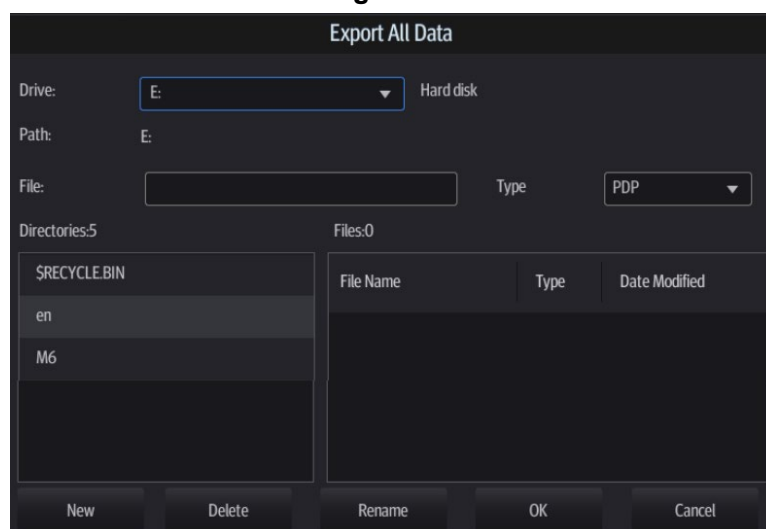 Export All Data
Drive: E: Hard disk
Path: E:
File: Type PDP
Directories:5 Files:0
$RECYCLE.BIN
en
M6
File Name Type Date Modified
New Delete Rename OK Cancel